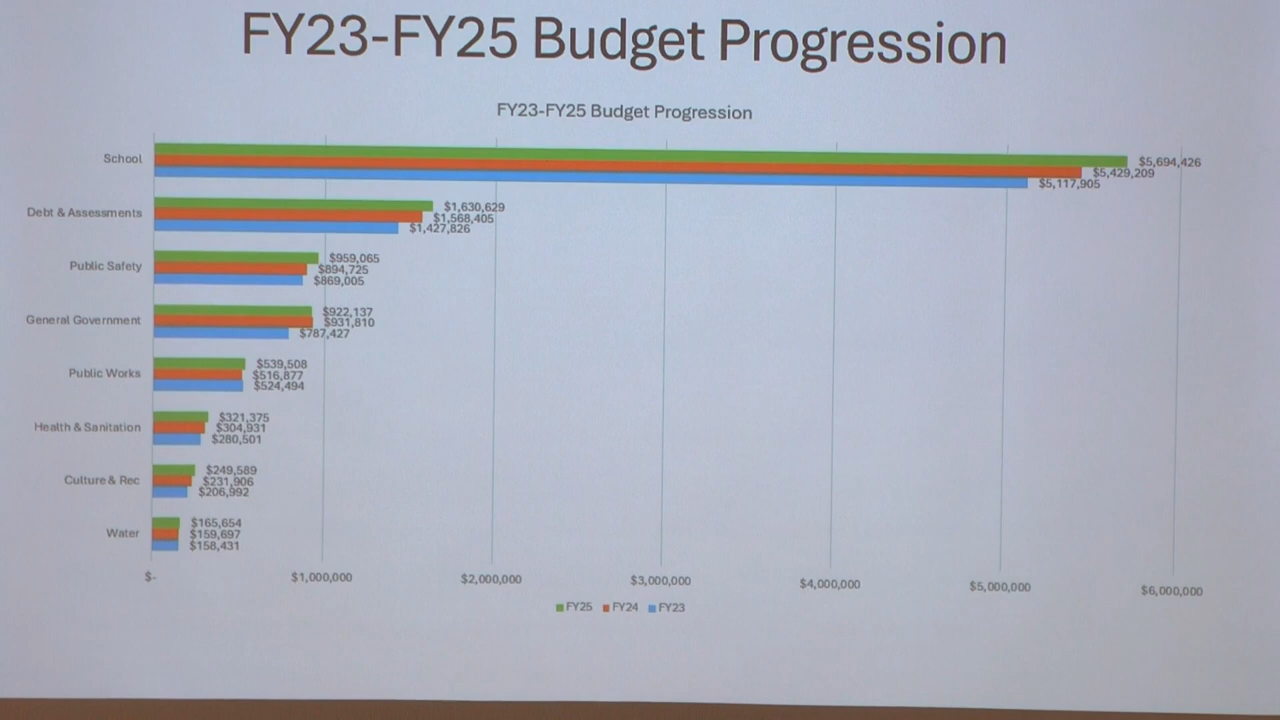 FY23-FY25 Budget Progression
FY23-FY25 Budget Progression
School
$5,694,426
$5,429,209
$5,117,905
Debt & Assessments
$1,630,629
$1,568,405
$1,427,826
Public Safety
$959,065
$894,725
$869,005
General Government
$922,137
$931,810
$787,427
Public Works
$539,508
$516,877
$524,494
Health & Sanitation
$321,375
$304,931
$280,501
Culture & Rec
$249,589
$231,906
$206,992
Water
$165,654
$159,697
$158,431
$- $1,000,000 $2,000,000 $3,000,000 $4,000,000 $5,000,000 $6,000,000
FY25 FY24 FY23